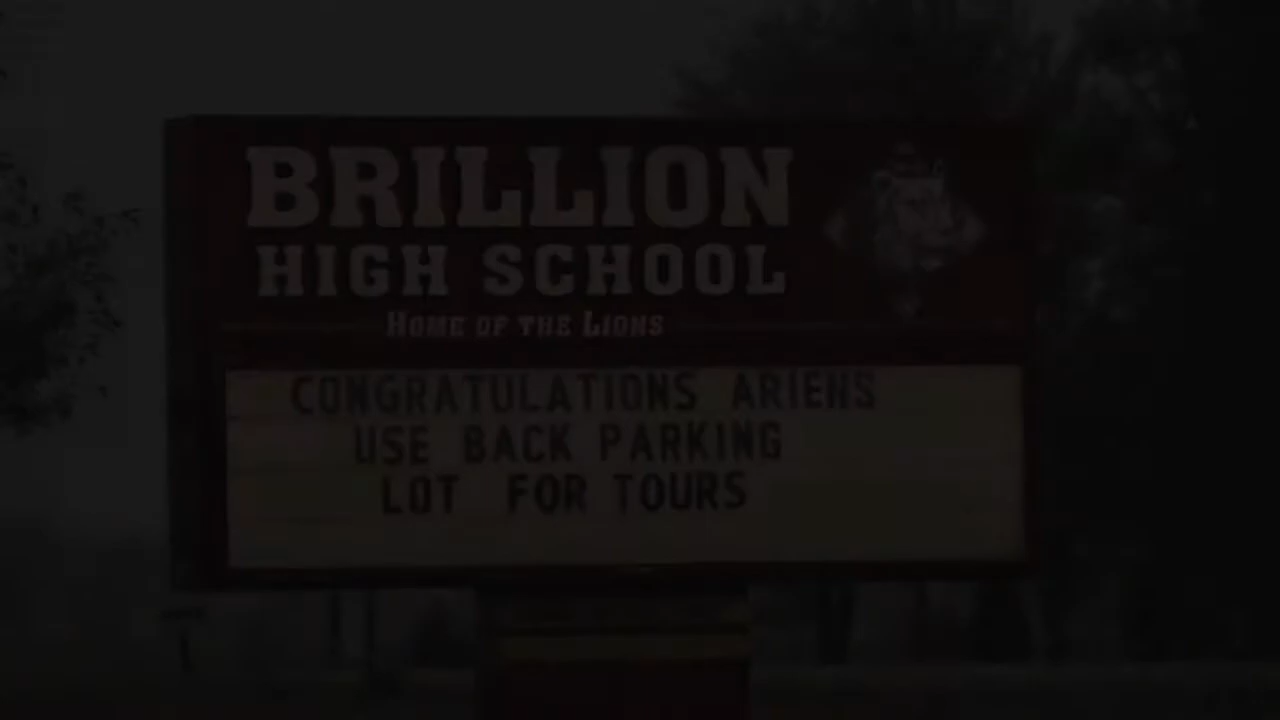 BRILLION
HIGH SCHOOL
HOME OF THE LIONS
CONGRATULATIONS ARIENS
USE BACK PARKING
LOT FOR TOURS